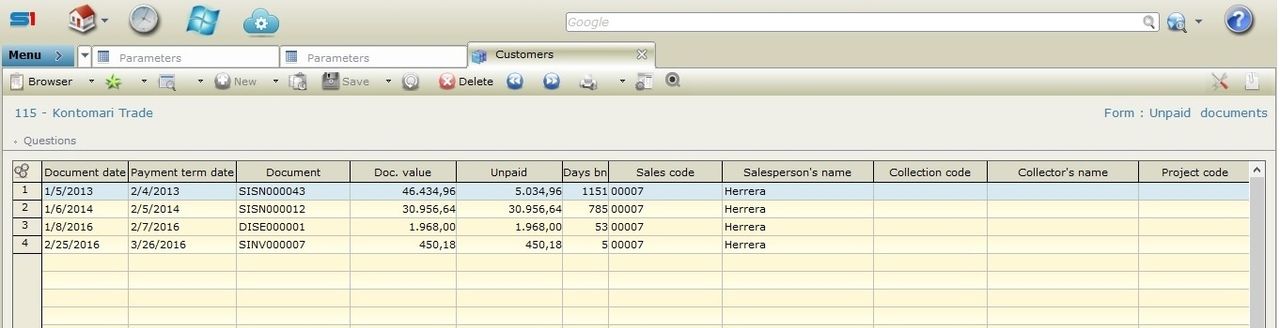 S1
Google
?
Menu > Parameters Parameters Customers
Browser New Save Delete
115 - Kontomari Trade Form : Unpaid documents
Questions
Document date Payment term date Document Doc. value Unpaid Days bn Sales code Salesperson's name Collection code Collector's name Project code
1 1/5/2013 2/4/2013 SISN000043 46.434,96 5.034,96 1151 00007 Herrera
2 1/6/2014 2/5/2014 SISN000012 30.956,64 30.956,64 785 00007 Herrera
3 1/8/2016 2/7/2016 DISE000001 1.968,00 1.968,00 53 00007 Herrera
4 2/25/2016 3/26/2016 SINV000007 450,18 450,18 5 00007 Herrera